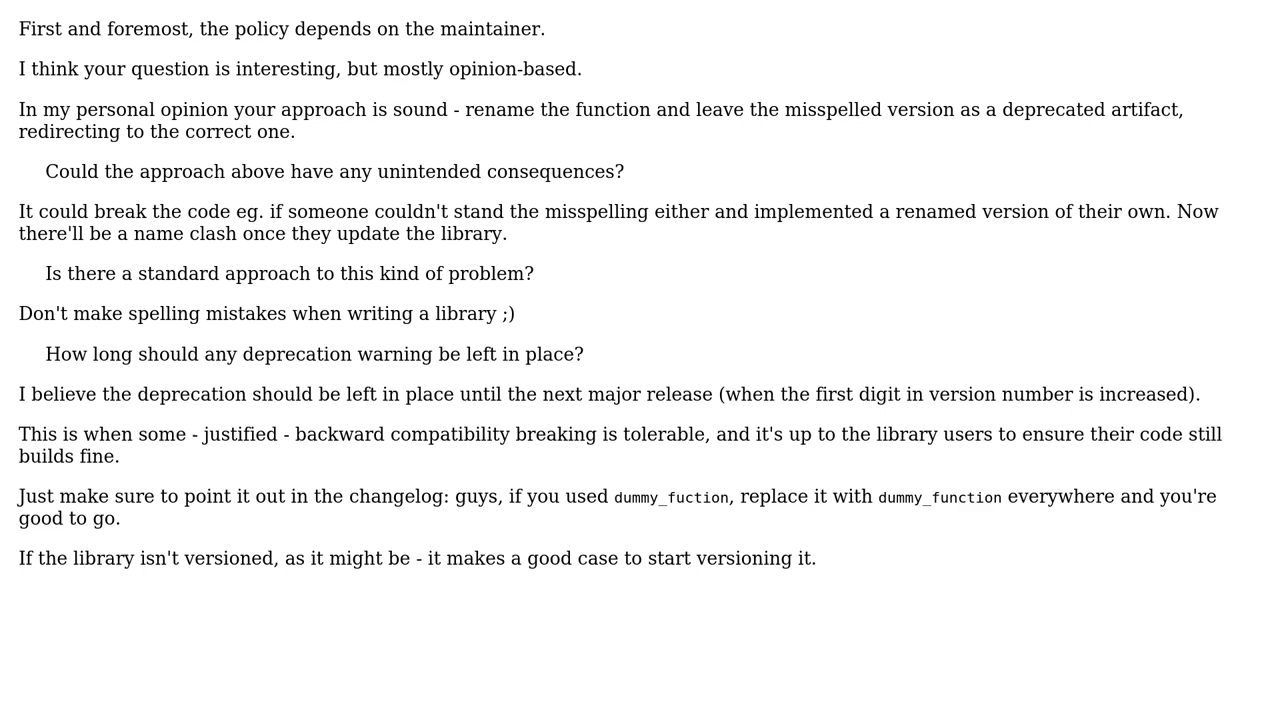 First and foremost, the policy depends on the maintainer.
I think your question is interesting, but mostly opinion-based.
In my personal opinion your approach is sound - rename the function and leave the misspelled version as a deprecated artifact,
redirecting to the correct one.
Could the approach above have any unintended consequences?
It could break the code eg. if someone couldn't stand the misspelling either and implemented a renamed version of their own. Now
there'll be a name clash once they update the library.
Is there a standard approach to this kind of problem?
Don't make spelling mistakes when writing a library ;)
How long should any deprecation warning be left in place?
I believe the deprecation should be left in place until the next major release (when the first digit in version number is increased).
This is when some - justified - backward compatibility breaking is tolerable, and it's up to the library users to ensure their code still
builds fine.
Just make sure to point it out in the changelog: guys, if you used dummy_fuction, replace it with dummy_function everywhere and you're
good to go.
If the library isn't versioned, as it might be - it makes a good case to start versioning it.